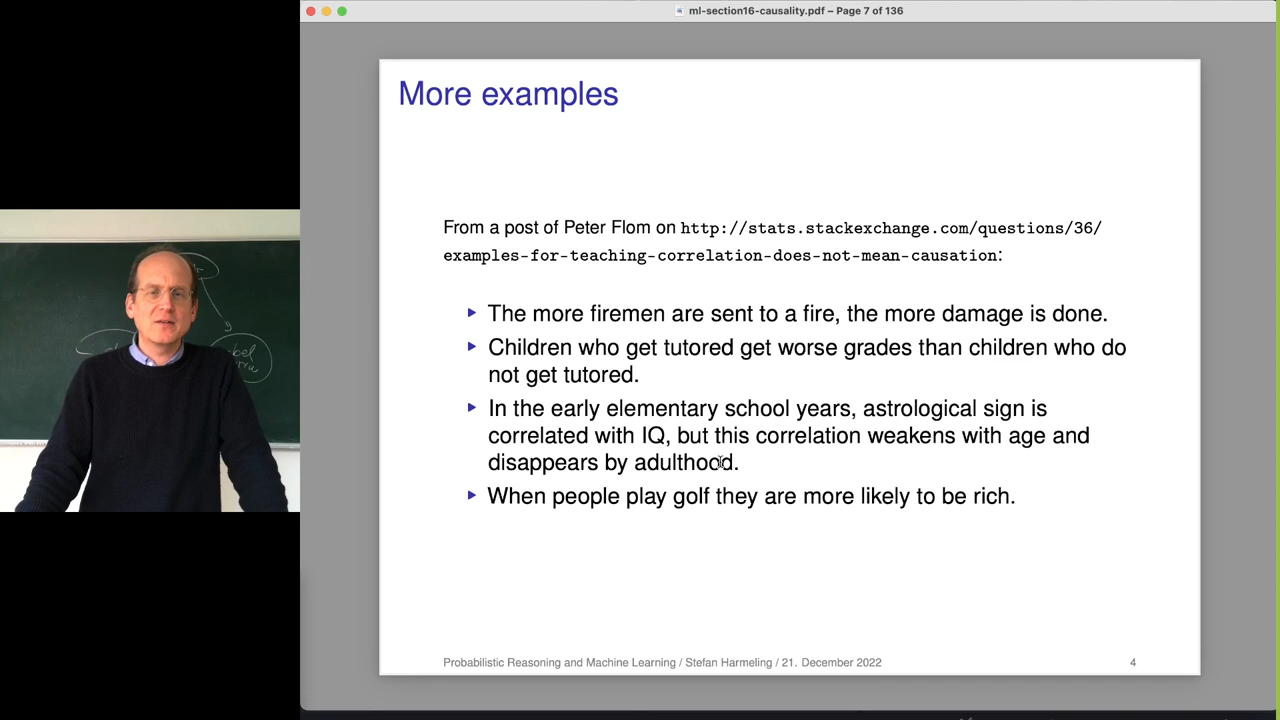 ml-section16-causality.pdf – Page 7 of 136
More examples
From a post of Peter Flom on http://stats.stackexchange.com/questions/36/
examples-for-teaching-correlation-does-not-mean-causation:
▸ The more firemen are sent to a fire, the more damage is done.
▸ Children who get tutored get worse grades than children who do
not get tutored.
▸ In the early elementary school years, astrological sign is
correlated with IQ, but this correlation weakens with age and
disappears by adulthood.
▸ When people play golf they are more likely to be rich.
Probabilistic Reasoning and Machine Learning / Stefan Harmeling / 21. December 2022
4